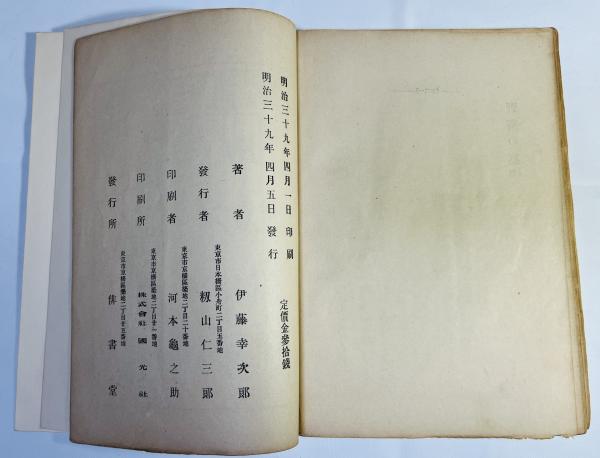 明治三十九年四月一日印刷
明治三十九年四月五日發行
定價金參拾錢
著者 伊藤幸次郎
東京市日本橋區小舟町二丁目五番地
發行者 籾山仁三郎
東京市京橋區築地二丁目二十番地
印刷者 河本龜之助
東京市京橋區築地二丁目廿一番地
印刷所 株式會社國光社
東京市京橋區築地二丁目廿五番地
發行所 俳書堂